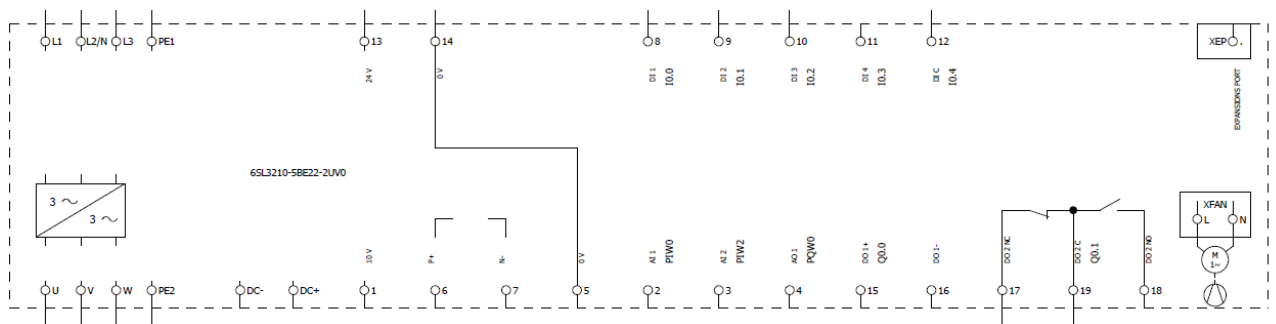 L1 L2/N L3 PE1 13 14 8 9 10 11 12 XEP .
24 V
0 V
DI 1 I0.0
DI 2 I0.1
DI 3 I0.2
DI 4 I0.3
DI C I0.4
EXPANSIONS PORT
6SL3210-5BE22-2UV0
3 ~
3 ~
XFAN
L N
M
1~
10 V
P+
N-
0 V
AI 1 PIW0
AI 2 PIW2
AO 1 PQW0
DO 1+ Q0.0
DO 1-
DO 2 NC
DO 2 C Q0.1
DO 2 NO
U V W PE2 DC- DC+ 1 6 7 5 2 3 4 15 16 17 19 18